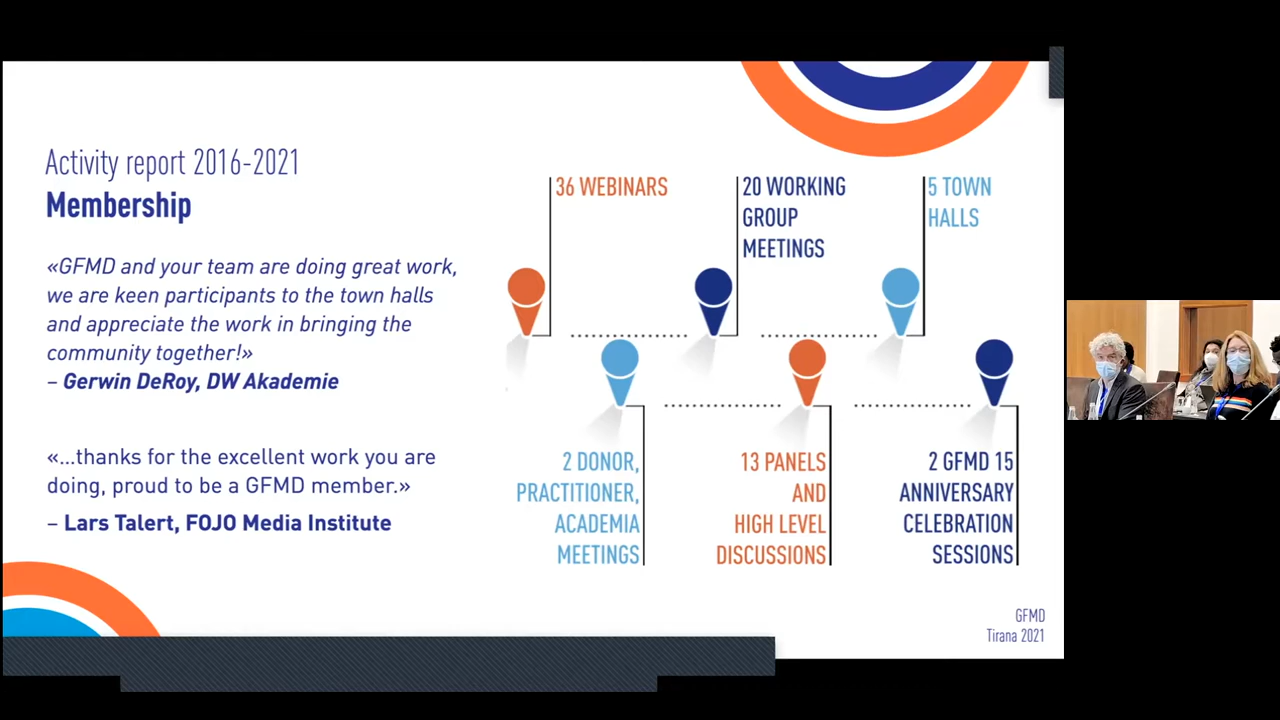 Activity report 2016-2021
Membership
«GFMD and your team are doing great work,
we are keen participants to the town halls
and appreciate the work in bringing the
community together!»
– Gerwin DeRoy, DW Akademie
«...thanks for the excellent work you are
doing, proud to be a GFMD member.»
– Lars Talert, FOJO Media Institute
36 WEBINARS
20 WORKING
GROUP
MEETINGS
5 TOWN
HALLS
2 DONOR,
PRACTITIONER,
ACADEMIA
MEETINGS
13 PANELS
AND
HIGH LEVEL
DISCUSSIONS
2 GFMD 15
ANNIVERSARY
CELEBRATION
SESSIONS
GFMD
Tirana 2021